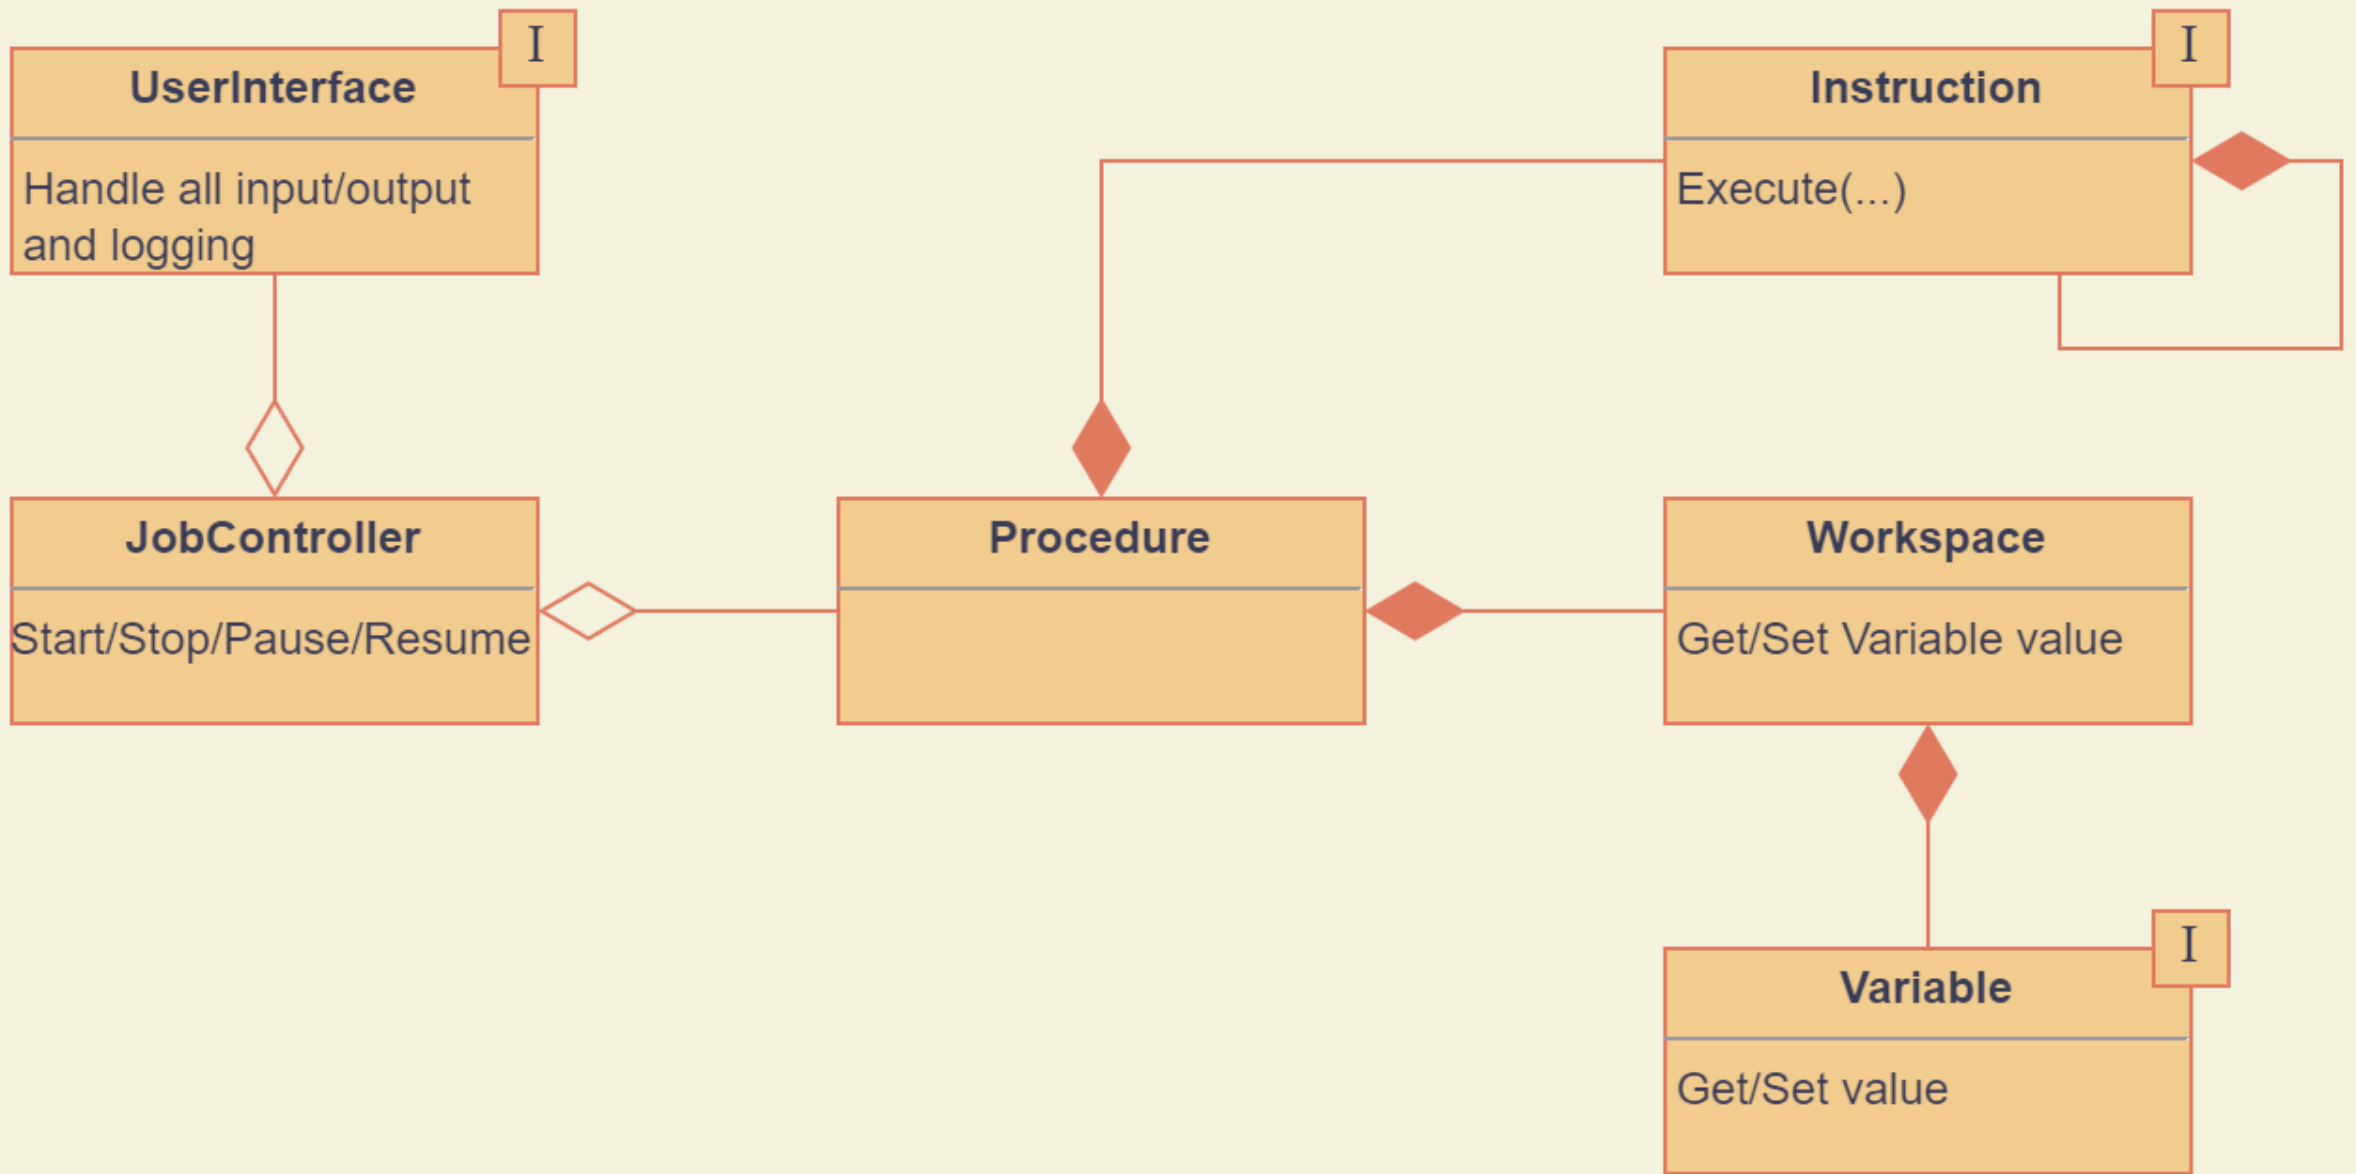 I
UserInterface
Handle all input/output
and logging
I
Instruction
Execute(...)
JobController
Start/Stop/Pause/Resume
Procedure
Workspace
Get/Set Variable value
I
Variable
Get/Set value